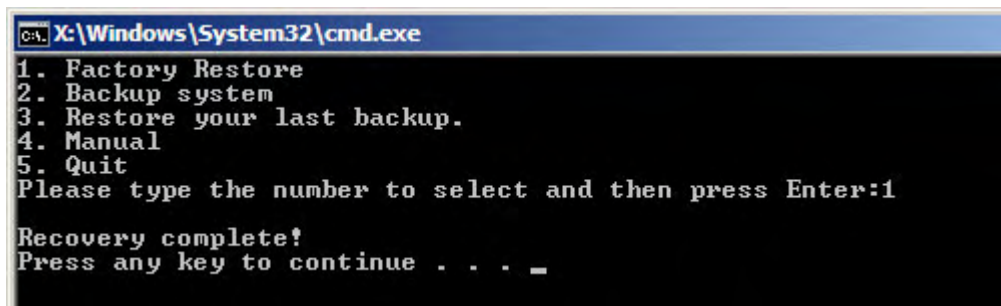 X:\Windows\System32\cmd.exe
1. Factory Restore
2. Backup system
3. Restore your last backup.
4. Manual
5. Quit
Please type the number to select and then press Enter:1
Recovery complete!
Press any key to continue . . . _